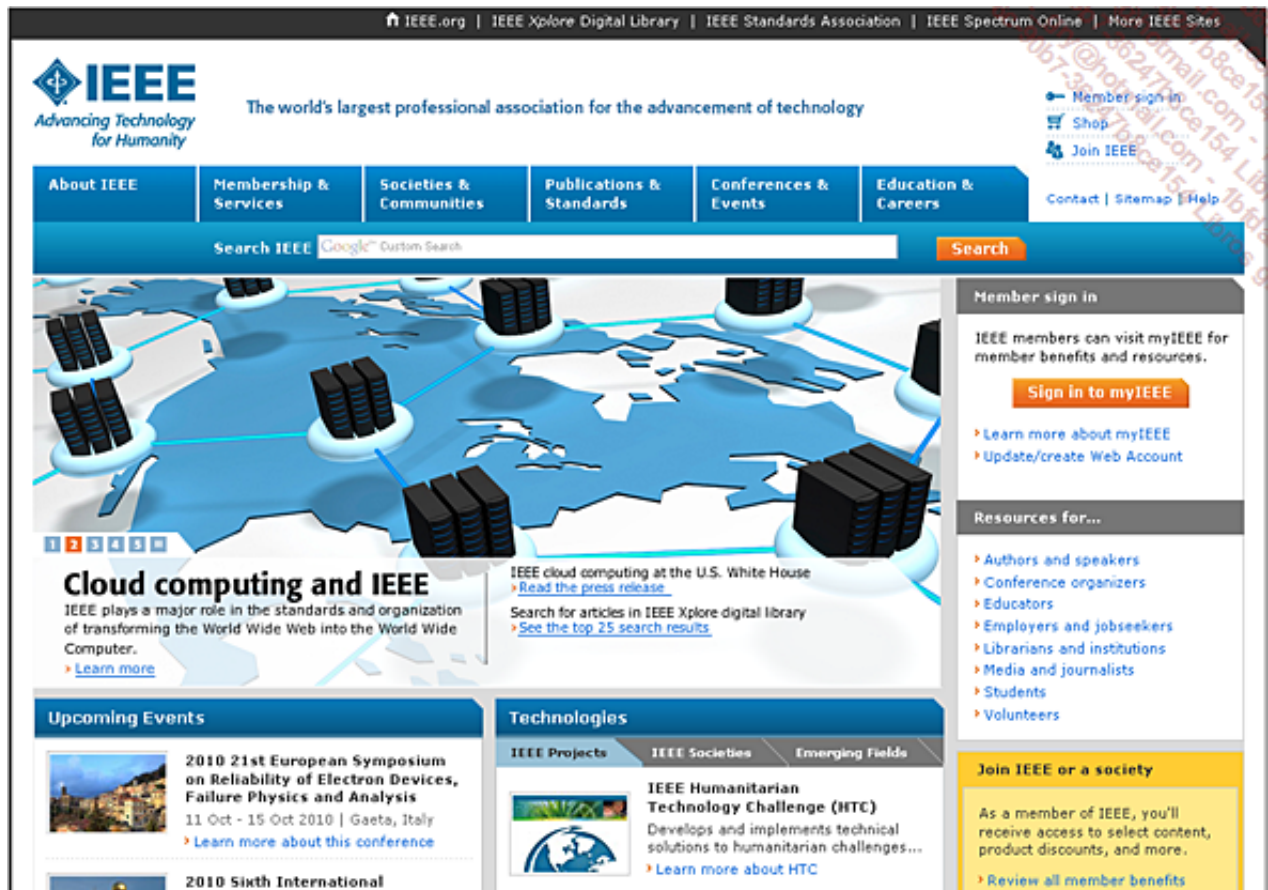 IEEE.org | IEEE Xplore Digital Library | IEEE Standards Association | IEEE Spectrum Online | More IEEE Sites
IEEE
Advancing Technology
for Humanity
The world's largest professional association for the advancement of technology
Member sign in
Shop
Join IEEE
Contact | Sitemap | Help
About IEEE
Membership &
Services
Societies &
Communities
Publications &
Standards
Conferences &
Events
Education &
Careers
Search IEEE
Google™ Custom Search
Search
1 2 3 4 5
Cloud computing and IEEE
IEEE plays a major role in the standards and organization
of transforming the World Wide Web into the World Wide
Computer.
Learn more
IEEE cloud computing at the U.S. White House
Read the press release
Search for articles in IEEE Xplore digital library
See the top 25 search results
Member sign in
IEEE members can visit myIEEE for
member benefits and resources.
Sign in to myIEEE
Learn more about myIEEE
Update/create Web Account
Resources for...
Authors and speakers
Conference organizers
Educators
Employers and jobseekers
Librarians and institutions
Media and journalists
Students
Volunteers
Upcoming Events
2010 21st European Symposium
on Reliability of Electron Devices,
Failure Physics and Analysis
11 Oct - 15 Oct 2010 | Gaeta, Italy
Learn more about this conference
2010 Sixth International
Technologies
IEEE Projects
IEEE Societies
Emerging Fields
IEEE Humanitarian
Technology Challenge (HTC)
Develops and implements technical
solutions to humanitarian challenges...
Learn more about HTC
Join IEEE or a society
As a member of IEEE, you'll
receive access to select content,
product discounts, and more.
Review all member benefits